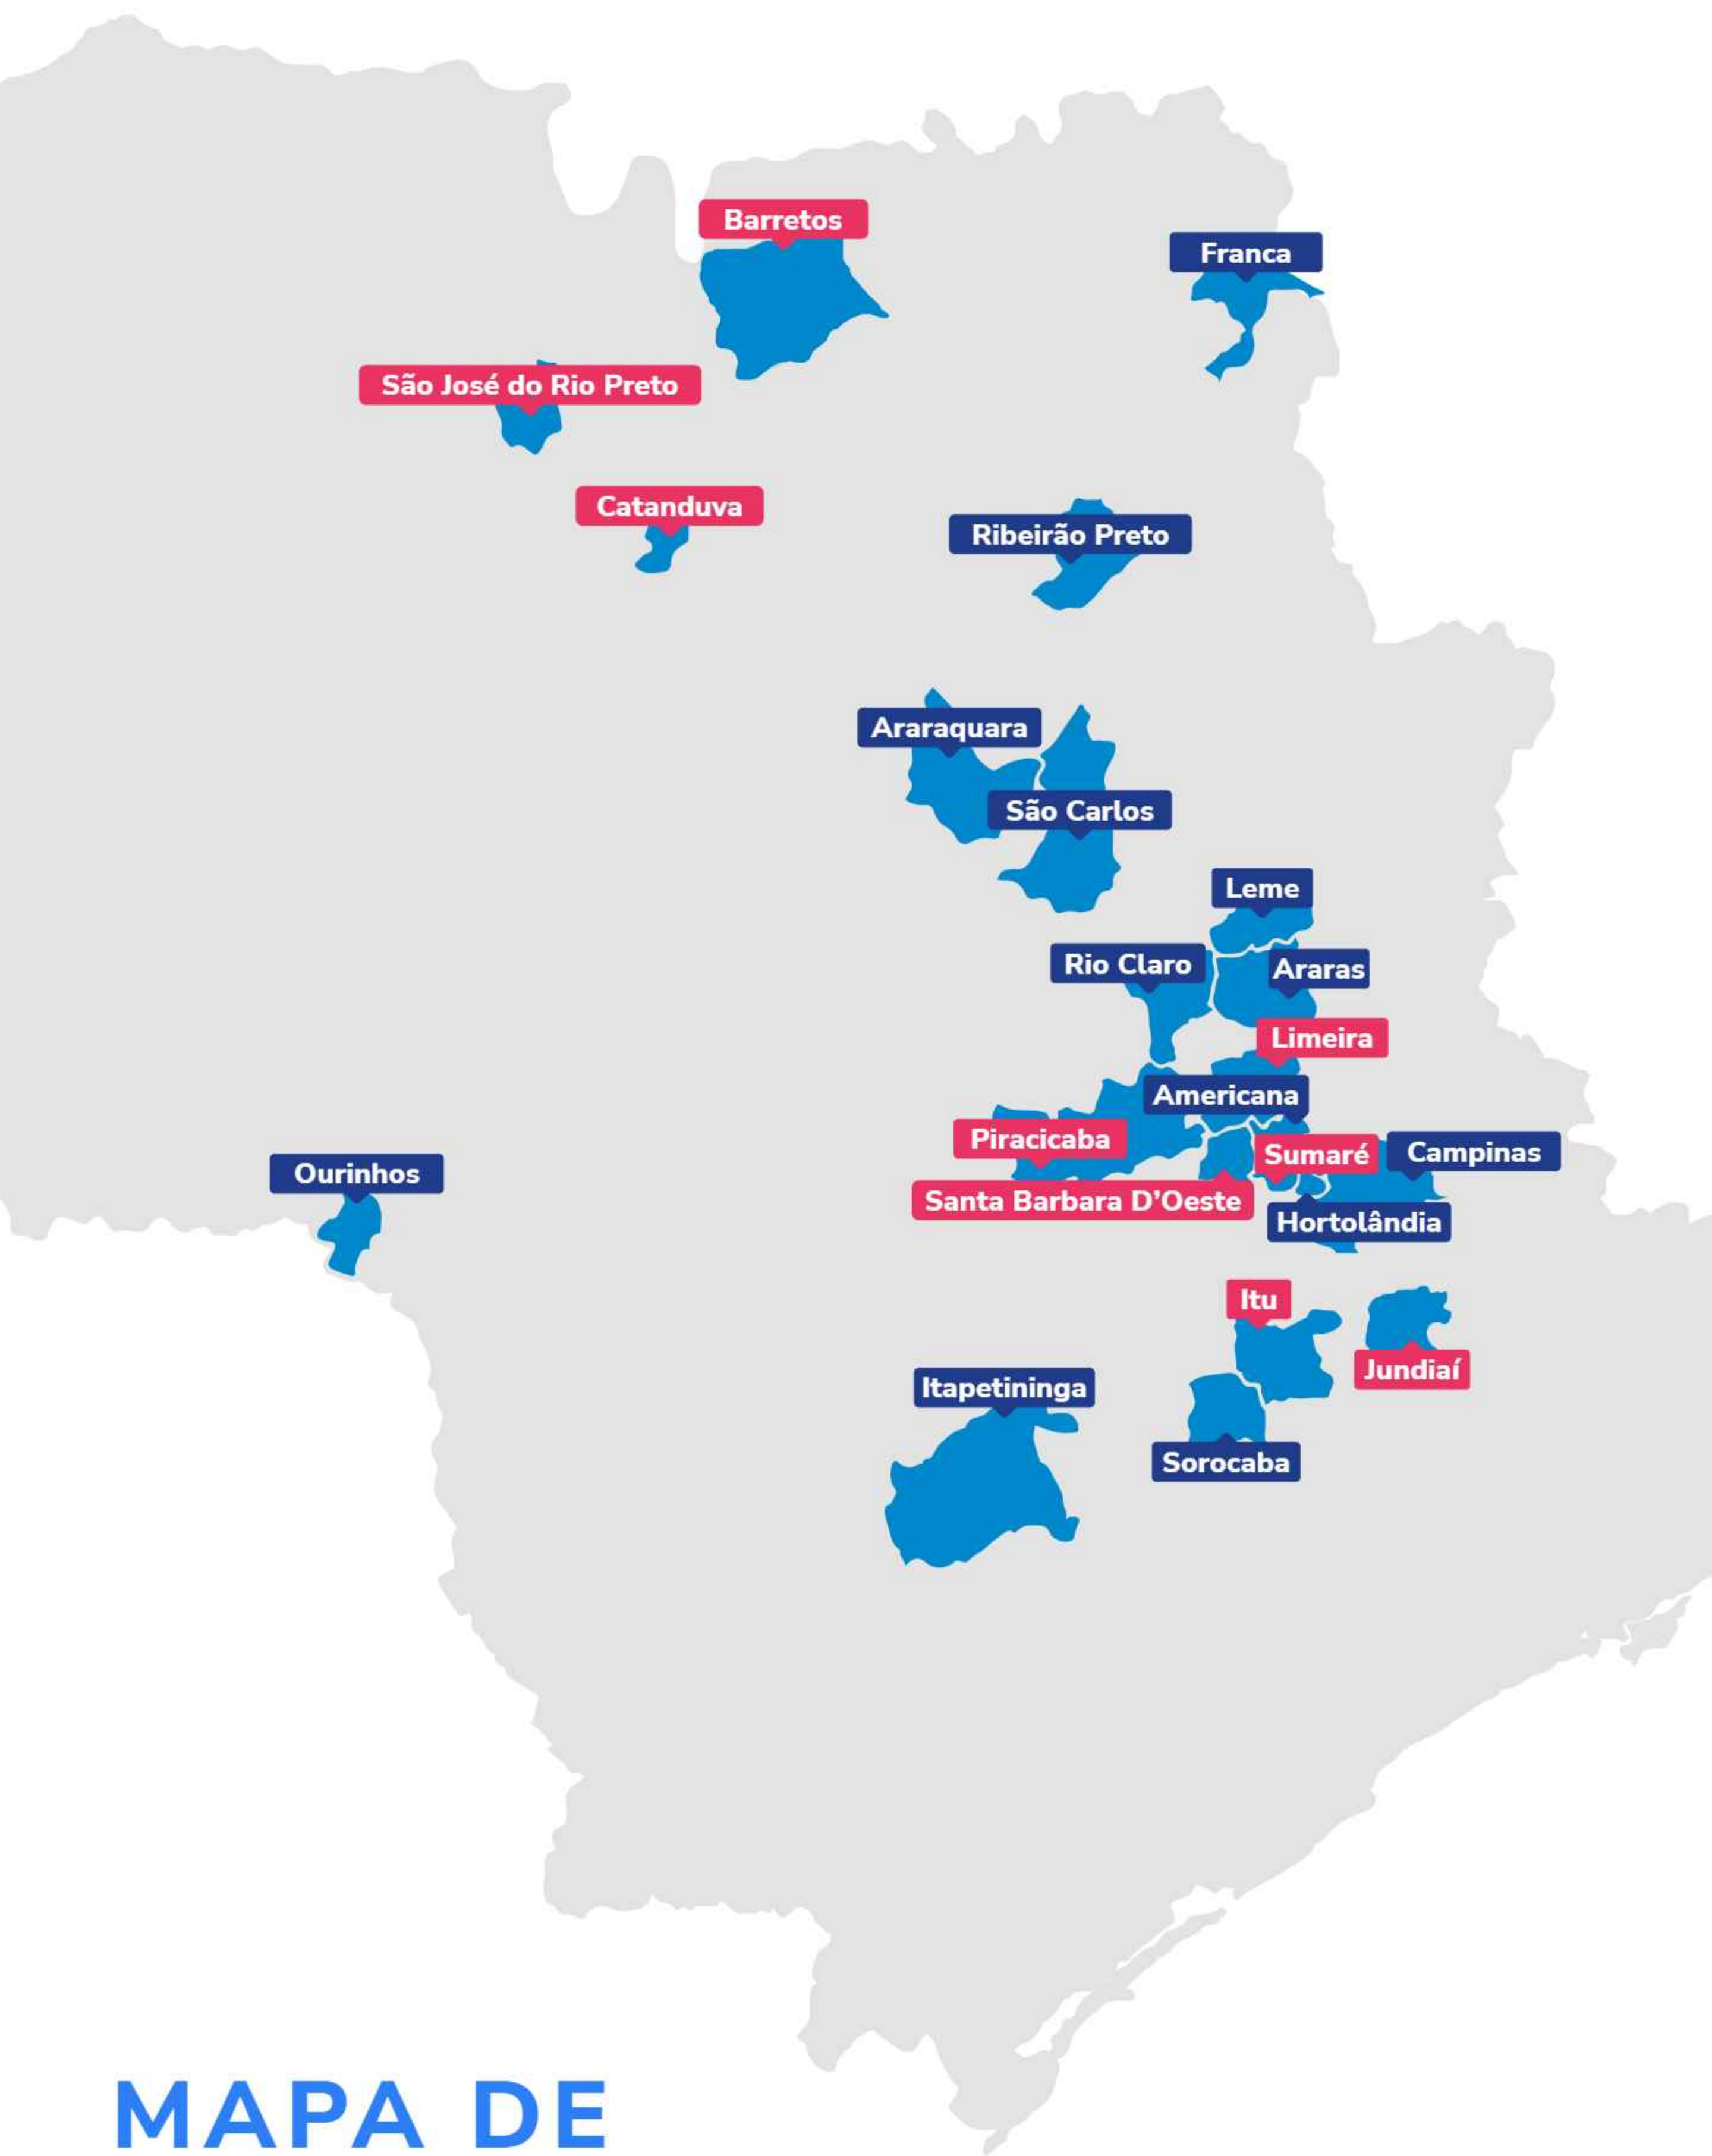 Barretos
Franca
São José do Rio Preto
Catanduva
Ribeirão Preto
Araraquara
São Carlos
Leme
Rio Claro
Araras
Limeira
Americana
Piracicaba
Sumaré
Campinas
Ourinhos
Santa Barbara D’Oeste
Hortolândia
Itu
Jundiaí
Itapetininga
Sorocaba
MAPA DE